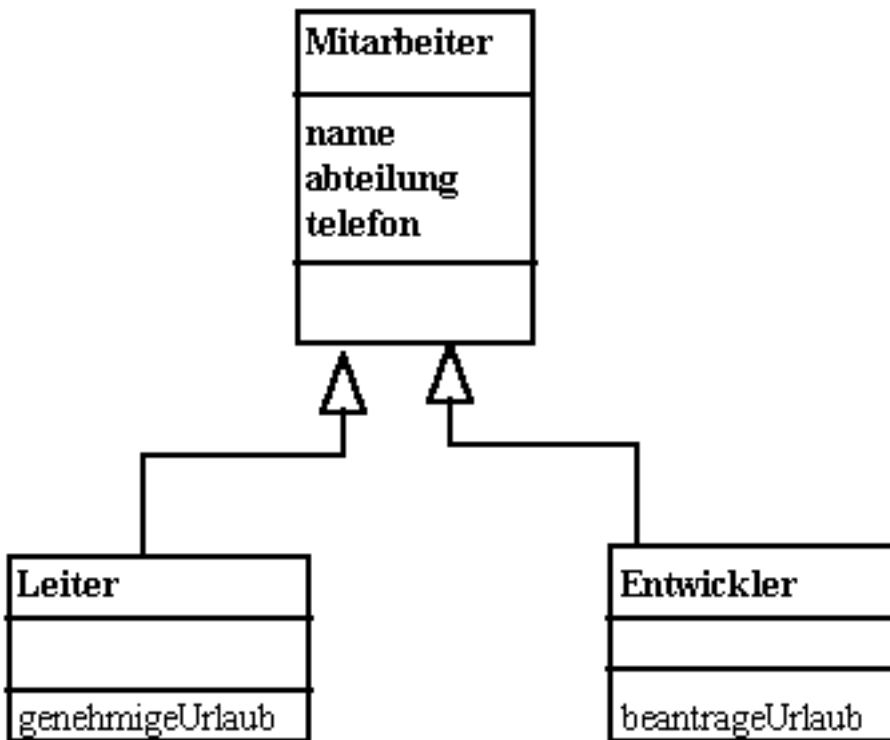 Mitarbeiter
name
abteilung
telefon
Leiter
genehmigeUrlaub
Entwickler
beantrageUrlaub